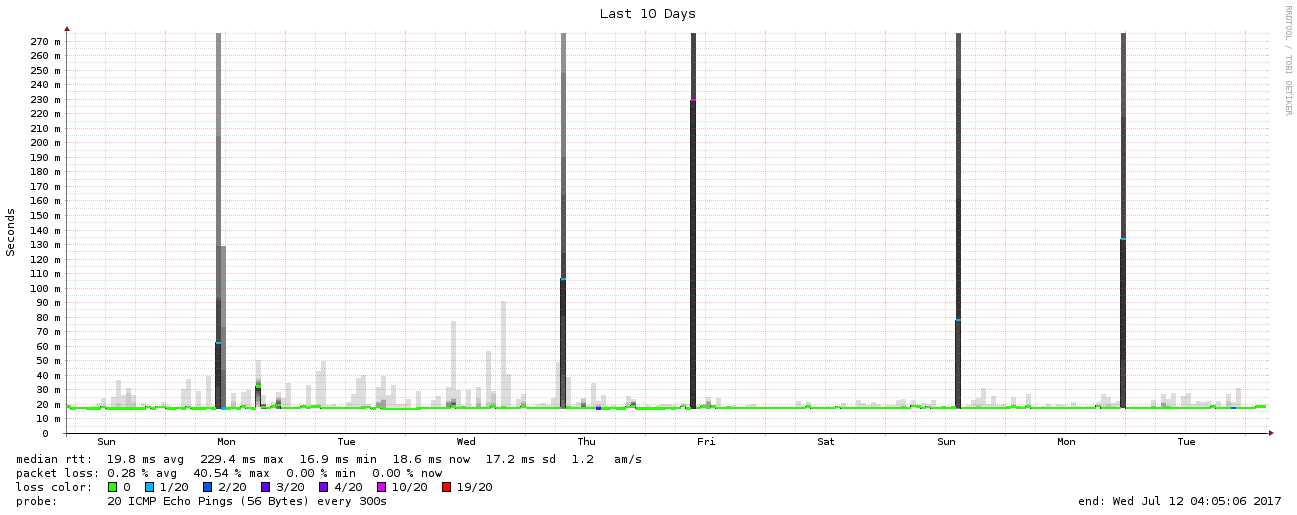 Last 10 Days
RRDTOOL / TOBI OETIKER
Seconds
270 m
260 m
250 m
240 m
230 m
220 m
210 m
200 m
190 m
180 m
170 m
160 m
150 m
140 m
130 m
120 m
110 m
100 m
90 m
80 m
70 m
60 m
50 m
40 m
30 m
20 m
10 m
0
Sun Mon Tue Wed Thu Fri Sat Sun Mon Tue
median rtt: 19.8 ms avg 229.4 ms max 16.9 ms min 18.6 ms now 17.2 ms sd 1.2 am/s
packet loss: 0.28 % avg 40.54 % max 0.00 % min 0.00 % now
loss color: 0 1/20 2/20 3/20 4/20 10/20 19/20
probe: 20 ICMP Echo Pings (56 Bytes) every 300s end: Wed Jul 12 04:05:06 2017